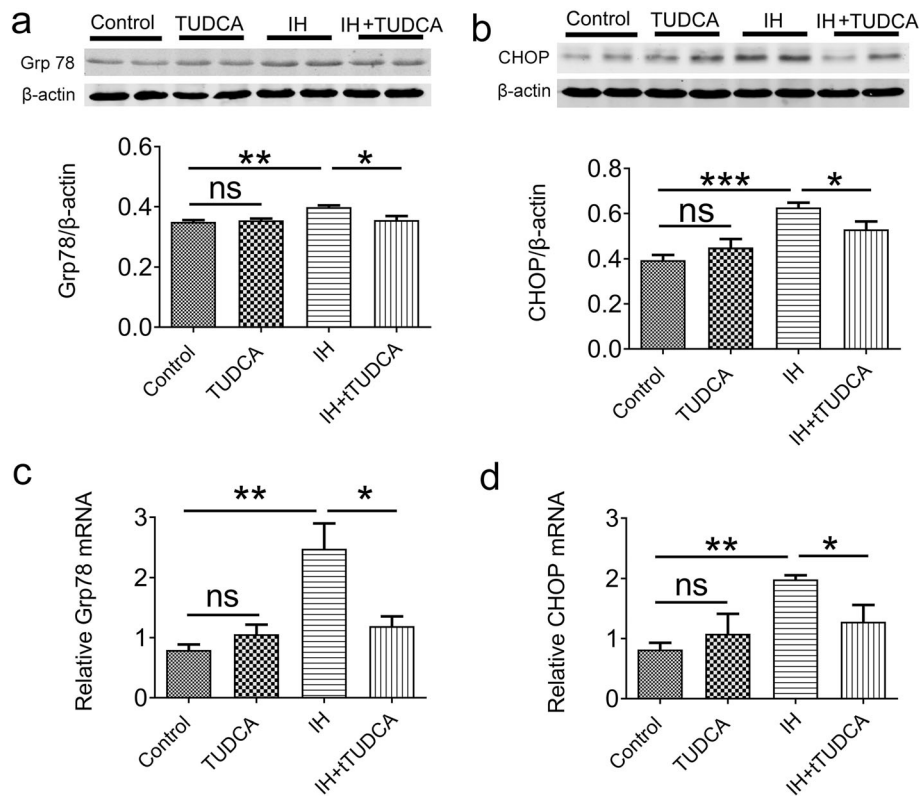 a
Control TUDCA IH IH+TUDCA
Grp 78
β-actin
Grp78/β-actin
0.6
0.4
0.2
0.0
** *
ns
Control TUDCA IH IH+tTUDCA
b
Control TUDCA IH IH+TUDCA
CHOP
β-actin
CHOP/β-actin
0.8
0.6
0.4
0.2
0.0
*** *
ns
Control TUDCA IH IH+tTUDCA
c
Relative Grp78 mRNA
3
2
1
0
** *
ns
Control TUDCA IH IH+tTUDCA
d
Relative CHOP mRNA
3
2
1
0
** *
ns
Control TUDCA IH IH+tTUDCA